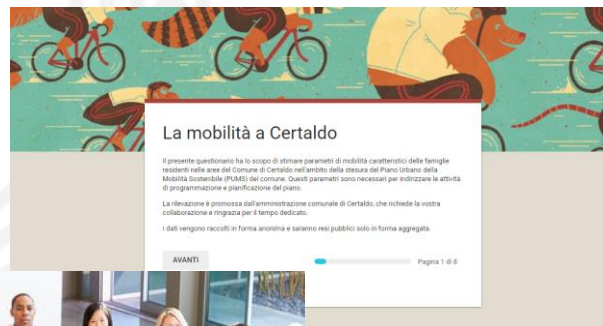 La mobilità a Certaldo
Il presente questionario ha lo scopo di stimare parametri di mobilità caratteristici delle famiglie
residenti nelle aree del Comune di Certaldo nell'ambito della stesura del Piano Urbano della
Mobilità Sostenibile (PUMS) del comune. Questi parametri sono necessari per indirizzare le attività
di programmazione e pianificazione del piano.
La rilevazione è promossa dall'amministrazione comunale di Certaldo, che richiede la vostra
collaborazione e ringrazia per il tempo dedicato.
I dati vengono raccolti in forma anonima e saranno resi pubblici solo in forma aggregata.
AVANTI
Pagina 1 di 8